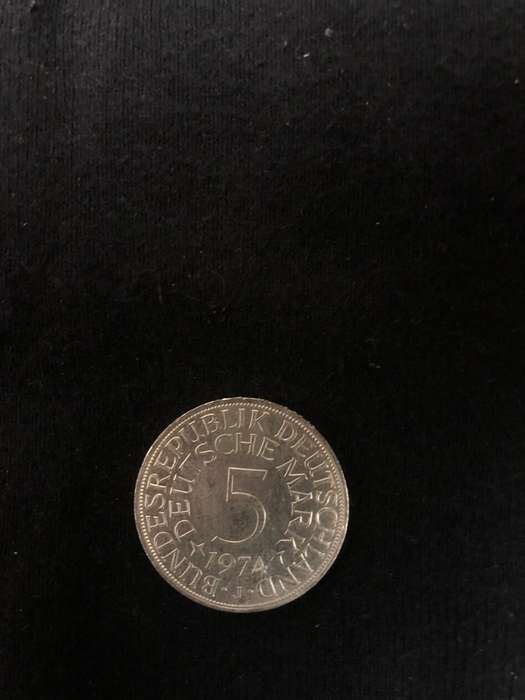 BUNDESREPUBLIK DEUTSCHLAND
DEUTSCHE MARK
5
1974
J